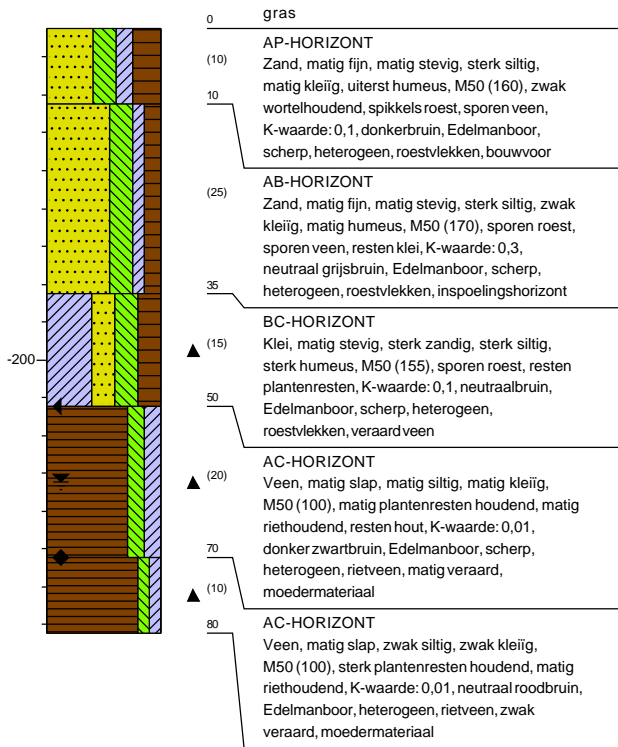 0
gras
AP-HORIZONT
(10)
Zand, matig fijn, matig stevig, sterk siltig,
matig kleiïg, uiterst humeus, M50 (160), zwak
10
wortelhoudend, spikkels roest, sporen veen,
K-waarde: 0,1, donkerbruin, Edelmanboor,
scherp, heterogeen, roestvlekken, bouwvoor
AB-HORIZONT
(25)
Zand, matig fijn, matig stevig, sterk siltig, zwak
kleiïg, matig humeus, M50 (170), sporen roest,
sporen veen, resten klei, K-waarde: 0,3,
neutraal grijsbruin, Edelmanboor, scherp,
35
heterogeen, roestvlekken, inspoelingshorizont
BC-HORIZONT
-200
(15)
Klei, matig stevig, sterk zandig, sterk siltig,
sterk humeus, M50 (155), sporen roest, resten
plantenresten, K-waarde: 0,1, neutraalbruin,
50
Edelmanboor, scherp, heterogeen,
roestvlekken, veraard veen
AC-HORIZONT
(20)
Veen, matig slap, matig siltig, matig kleiïg,
M50 (100), matig plantenresten houdend, matig
riethoudend, resten hout, K-waarde: 0,01,
70
donker zwartbruin, Edelmanboor, scherp,
heterogeen, rietveen, matig veraard,
(10)
moedermateriaal
AC-HORIZONT
80
Veen, matig slap, zwak siltig, zwak kleiïg,
M50 (100), sterk plantenresten houdend, matig
riethoudend, K-waarde: 0,01, neutraal roodbruin,
Edelmanboor, heterogeen, rietveen, zwak
veraard, moedermateriaal